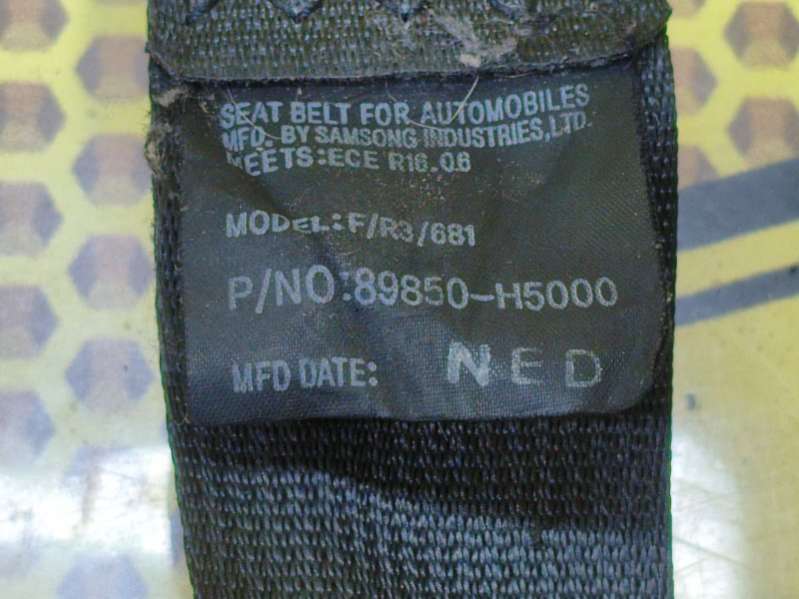 SEAT BELT FOR AUTOMOBILES
MFD. BY SAMSONG INDUSTRIES,LTD.
MEETS:ECE R16.06
MODEL:F/R3/681
P/NO:89850-H5000
MFD DATE: NED